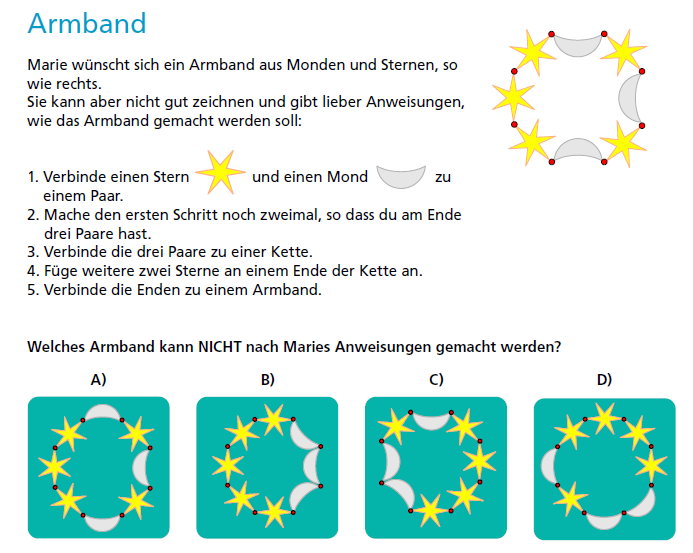 Armband
Marie wünscht sich ein Armband aus Monden und Sternen, so
wie rechts.
Sie kann aber nicht gut zeichnen und gibt lieber Anweisungen,
wie das Armband gemacht werden soll:
1. Verbinde einen Stern und einen Mond zu
einem Paar.
2. Mache den ersten Schritt noch zweimal, so dass du am Ende
drei Paare hast.
3. Verbinde die drei Paare zu einer Kette.
4. Füge weitere zwei Sterne an einem Ende der Kette an.
5. Verbinde die Enden zu einem Armband.
Welches Armband kann NICHT nach Maries Anweisungen gemacht werden?
A) B) C) D)